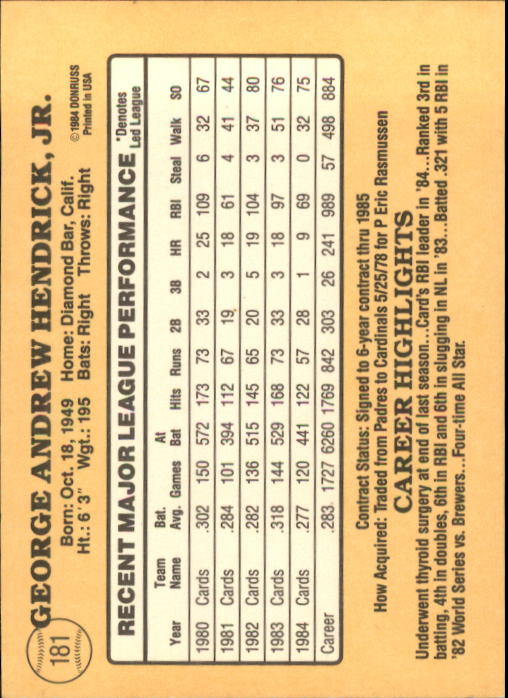 181
GEORGE ANDREW HENDRICK, JR.
Born: Oct. 18, 1949 Home: Diamond Bar, Calif.
Ht.: 6'3" Wgt.: 195 Bats: Right Throws: Right
©1984 DONRUSS
Printed in USA
RECENT MAJOR LEAGUE PERFORMANCE
*Denotes
Led League
Year Team Name Bat. Avg. Games At Bat Hits Runs 2B 3B HR RBI Steal Walk SO
1980 Cards .302 150 572 173 73 33 2 25 109 6 32 67
1981 Cards .284 101 394 112 67 19 3 18 61 4 41 44
1982 Cards .282 136 515 145 65 20 5 19 104 3 37 80
1983 Cards .318 144 529 168 73 33 3 18 97 3 51 76
1984 Cards .277 120 441 122 57 28 1 9 69 0 32 75
Career .283 1727 6260 1769 842 303 26 241 989 57 498 884
Contract Status: Signed to 6-year contract thru 1985
How Acquired: Traded from Padres to Cardinals 5/25/78 for P Eric Rasmussen
CAREER HIGHLIGHTS
Underwent thyroid surgery at end of last season...Card's RBI leader in '84...Ranked 3rd in
batting, 4th in doubles, 6th in RBI and 6th in slugging in NL in '83...Batted .321 with 5 RBI in
'82 World Series vs. Brewers...Four-time All Star.